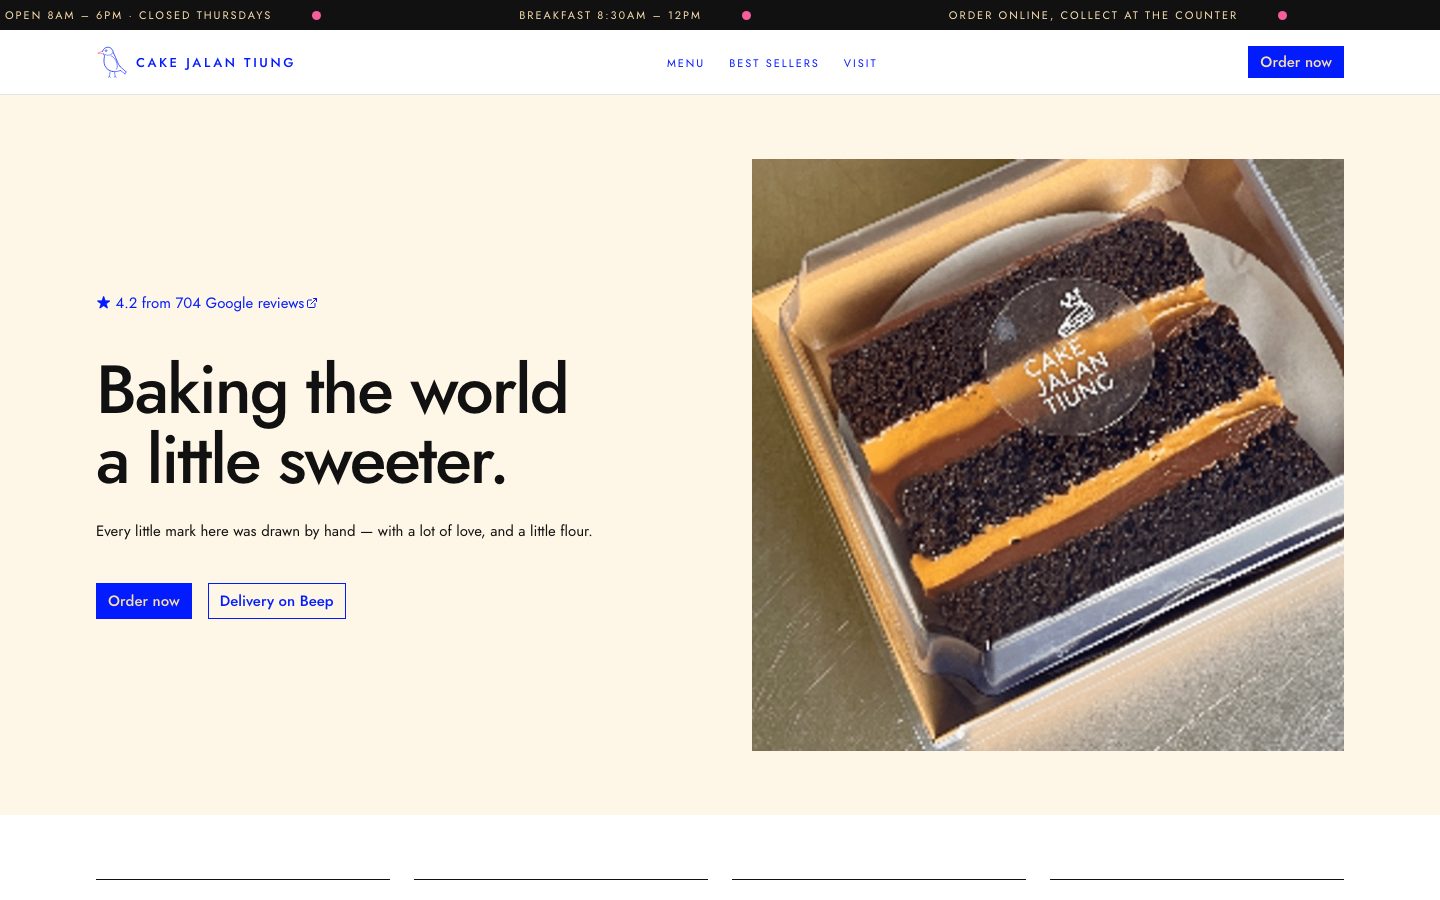 OPEN 8AM – 6PM · CLOSED THURSDAYS
BREAKFAST 8:30AM – 12PM
ORDER ONLINE, COLLECT AT THE COUNTER
CAKE JALAN TIUNG
MENU
BEST SELLERS
VISIT
Order now
4.2 from 704 Google reviews
Baking the world
a little sweeter.
Every little mark here was drawn by hand — with a lot of love, and a little flour.
Order now
Delivery on Beep
CAKE
JALAN
TIUNG